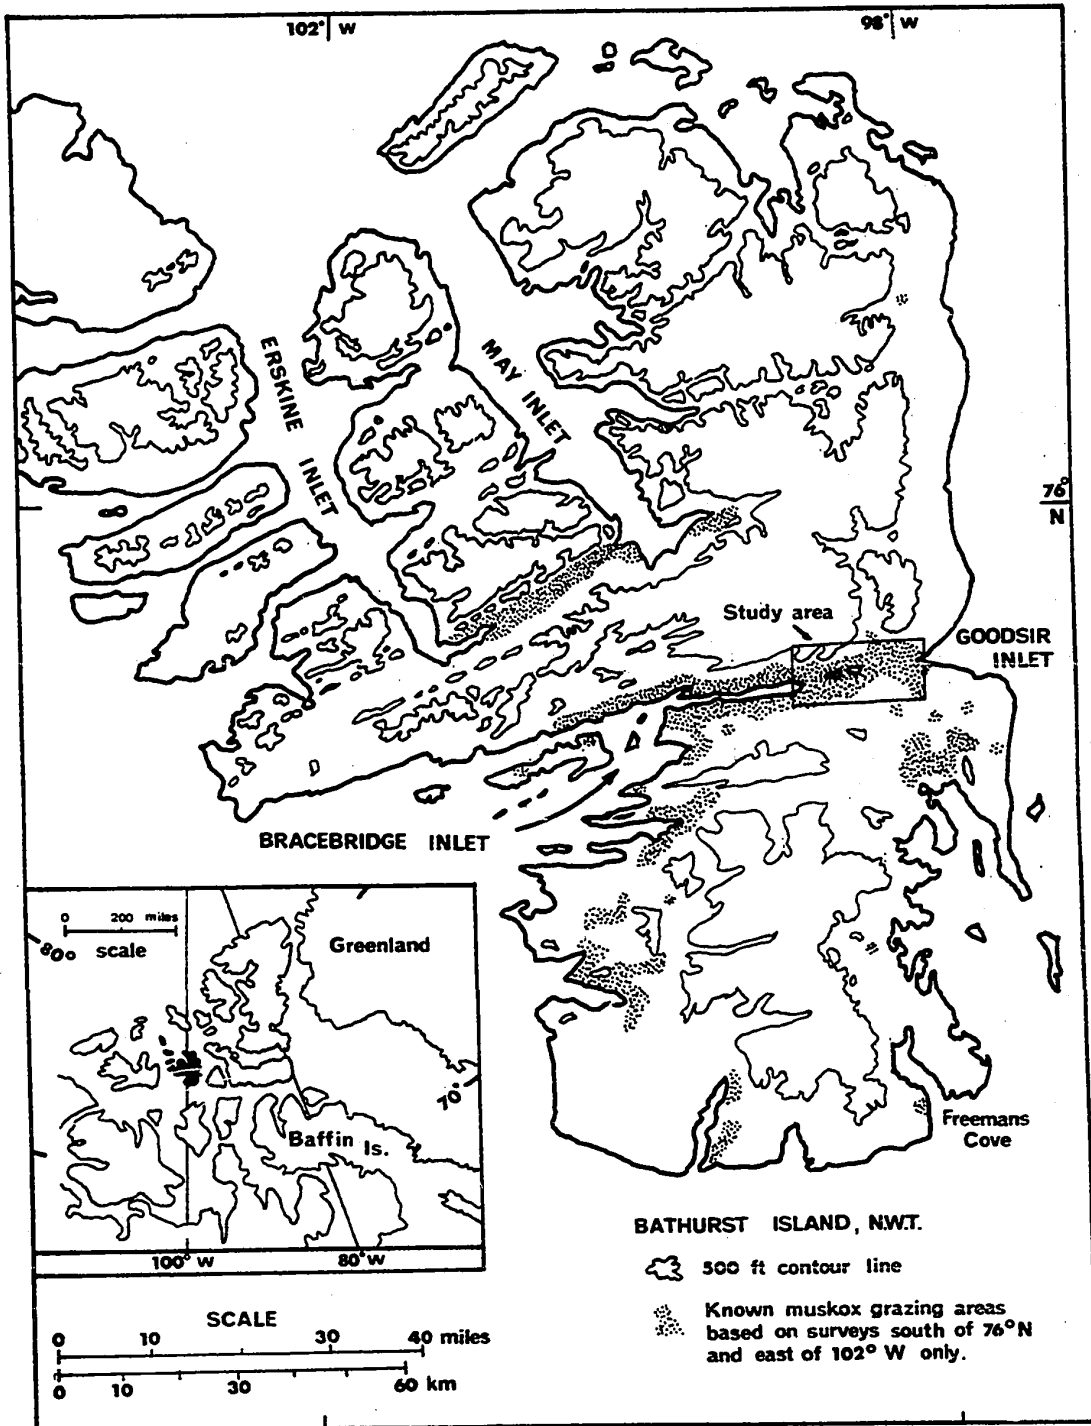 102° W
98° W
ERSKINE INLET
MAY INLET
76°
N
Study area
GOODSIR
INLET
BRACEBRIDGE INLET
0 200 miles
scale
80°
Greenland
70°
Baffin Is.
100° W
80° W
Freemans
Cove
BATHURST ISLAND, N.W.T.
500 ft contour line
Known muskox grazing areas
based on surveys south of 76°N
and east of 102° W only.
SCALE
0 10 30 40 miles
0 10 30 60 km